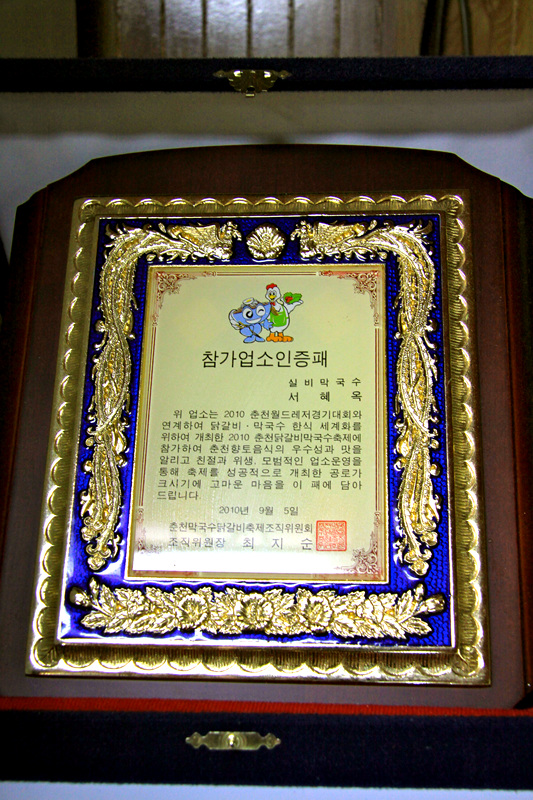 참가업소인증패
실비막국수
서 혜 옥
위 업소는 2010 춘천월드레저경기대회와
연계하여 닭갈비·막국수 한식 세계화를
위하여 개최한 2010 춘천닭갈비막국수축제에
참가하여 춘천향토음식의 우수성과 맛을
알리고 친절과 위생, 모범적인 업소운영을
통해 축제를 성공적으로 개최한 공로가
크시기에 고마운 마음을 이 패에 담아
드립니다.
2010년 9월 5일
춘천막국수닭갈비축제조직위원회
조직위원장 최 지 순